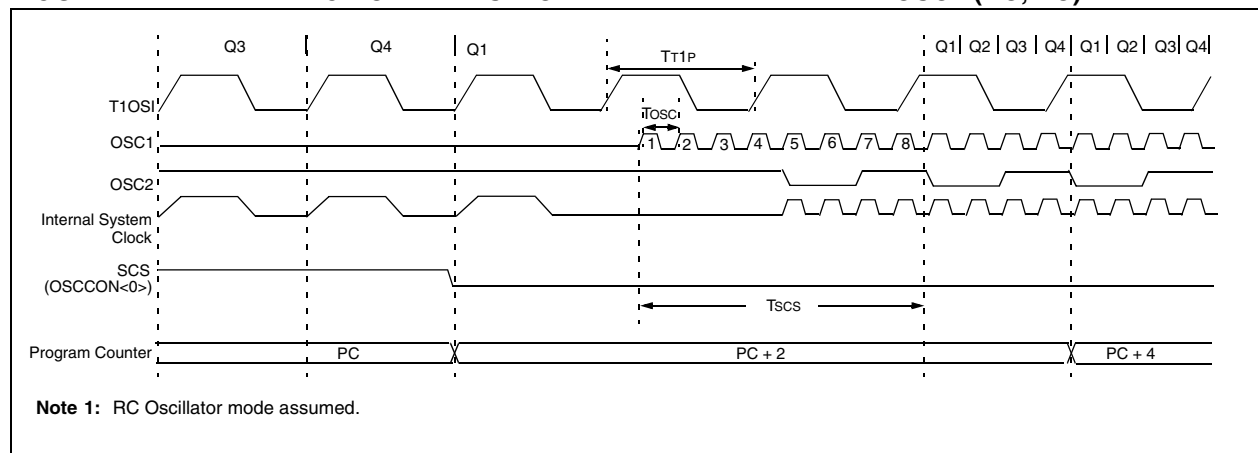 Q3 Q4 Q1 Q1 Q2 Q3 Q4 Q1 Q2 Q3 Q4
TT1P
T1OSI
TOSC
OSC1
1 2 3 4 5 6 7 8
OSC2
Internal System
Clock
SCS
(OSCCON<0>)
TSCS
Program Counter
PC PC + 2 PC + 4
Note 1: RC Oscillator mode assumed.